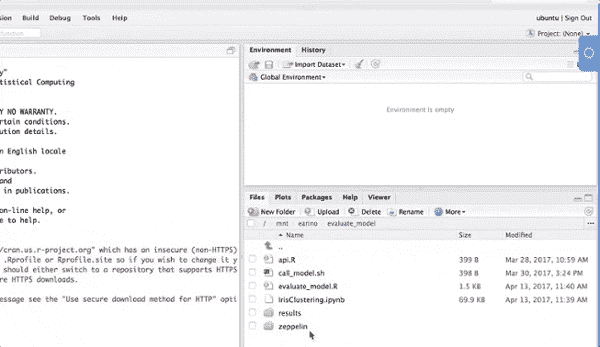 sion Build Debug Tools Help
ubuntu | Sign Out
Project: (None)
Environment History
Import Dataset
Global Environment
Environment is empty
y"
tistical Computing
Y NO WARRANTY.
rtain conditions.
ution details.
n English locale
tributors.
and
in publications.
on-line help, or
e to help.
/cran.us.r-project.org" which has an insecure (non-HTTPS)
.Rprofile or Rprofile.site so if you wish to change it y
should either switch to a repository that supports HTTPS
re HTTPS downloads.
message see the "Use secure download method for HTTP" opti
Files Plots Packages Help Viewer
New Folder Upload Delete Rename More
/ mnt earino evaluate_model ...
Name Size Modified
..
api.R 399 B Mar 28, 2017, 10:59 AM
call_model.sh 398 B Mar 30, 2017, 3:24 PM
evaluate_model.R 1.5 KB Apr 13, 2017, 11:40 AM
IrisClustering.ipynb 69.9 KB Apr 13, 2017, 11:39 AM
results
zeppelin